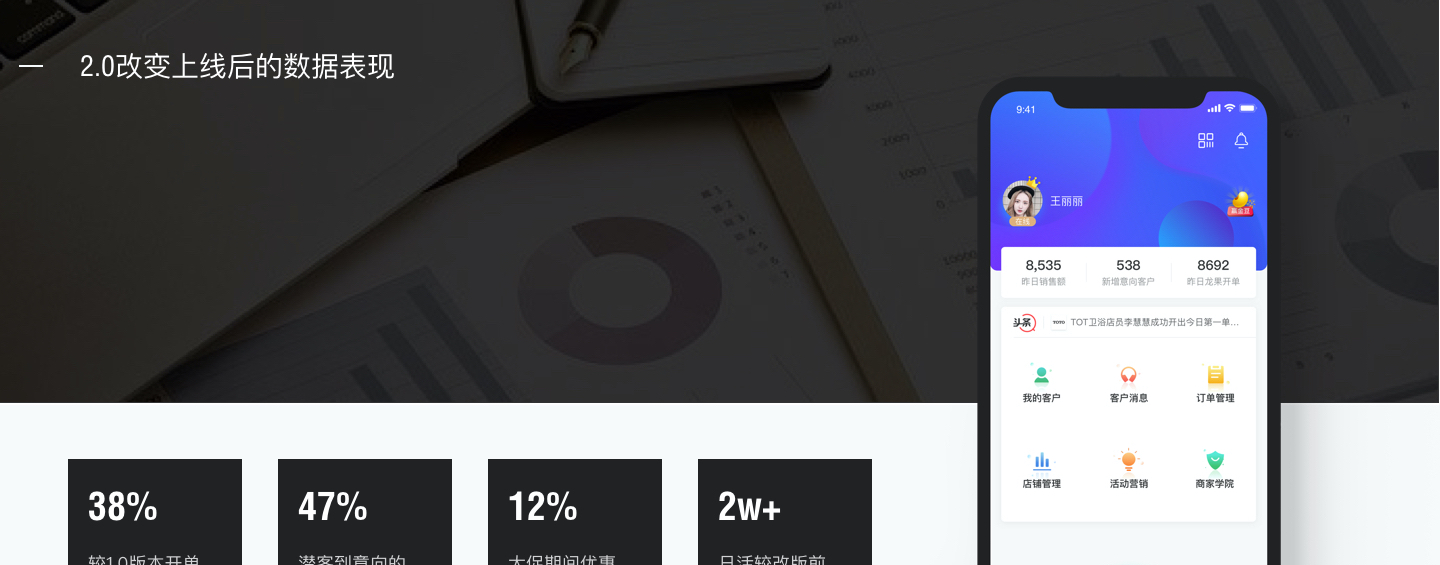 2.0改变上线后的数据表现
9:41
王丽丽
在线
8,535
538
8692
昨日销售额
新增意向客户
昨日龙果开单
头条
TOTO
TOT卫浴店员李慧慧成功开出今日第一单...
我的客户
客户消息
订单管理
店铺管理
活动营销
商家学院
38%
47%
12%
2w+
较1.0版本开单
潜客到意向的
大促期间优惠
日活较改版前